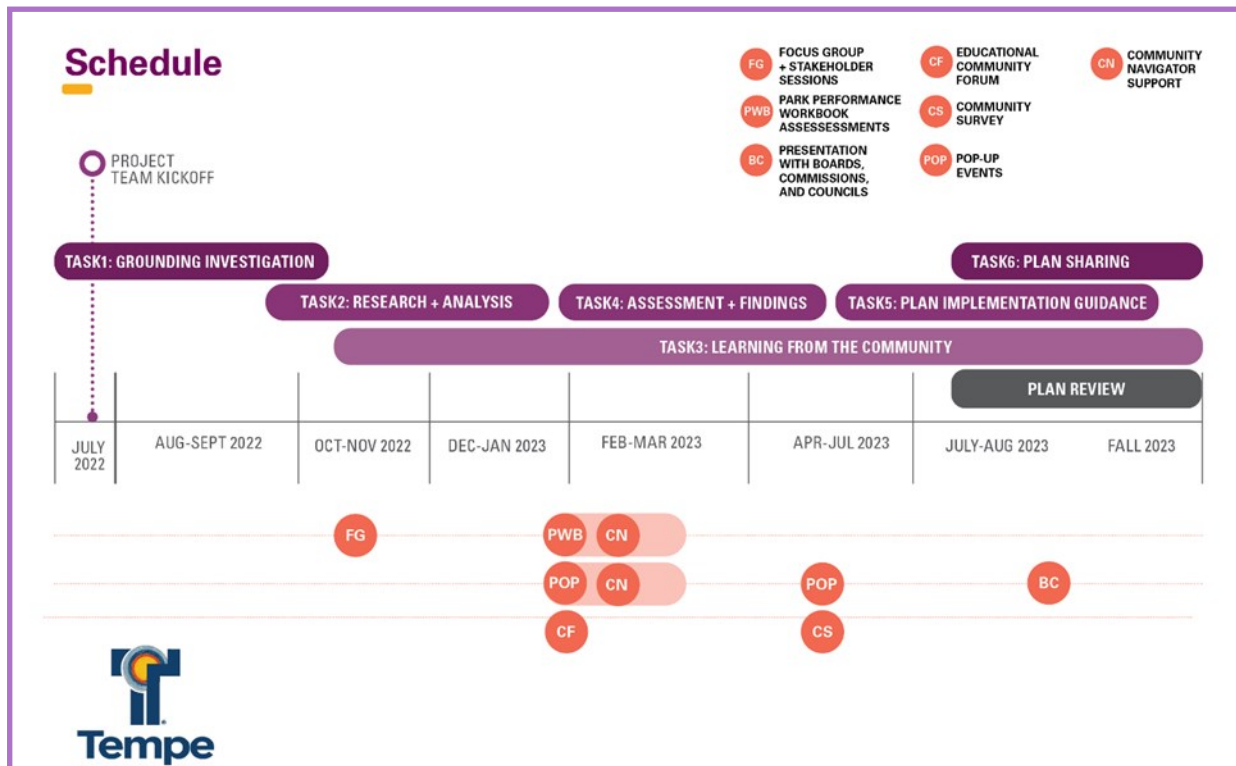 Schedule
FG
FOCUS GROUP
+ STAKEHOLDER
SESSIONS
PWB
PARK PERFORMANCE
WORKBOOK
ASSESSESSMENTS
BC
PRESENTATION
WITH BOARDS,
COMMISSIONS,
AND COUNCILS
CF
EDUCATIONAL
COMMUNITY
FORUM
CS
COMMUNITY
SURVEY
POP
POP-UP
EVENTS
CN
COMMUNITY
NAVIGATOR
SUPPORT
PROJECT
TEAM KICKOFF
TASK1: GROUNDING INVESTIGATION
TASK6: PLAN SHARING
TASK2: RESEARCH + ANALYSIS
TASK4: ASSESSMENT + FINDINGS
TASK5: PLAN IMPLEMENTATION GUIDANCE
TASK3: LEARNING FROM THE COMMUNITY
PLAN REVIEW
JULY
2022
AUG-SEPT 2022
OCT-NOV 2022
DEC-JAN 2023
FEB-MAR 2023
APR-JUL 2023
JULY-AUG 2023
FALL 2023
FG
PWB
CN
POP
CN
POP
BC
CF
CS
Tempe